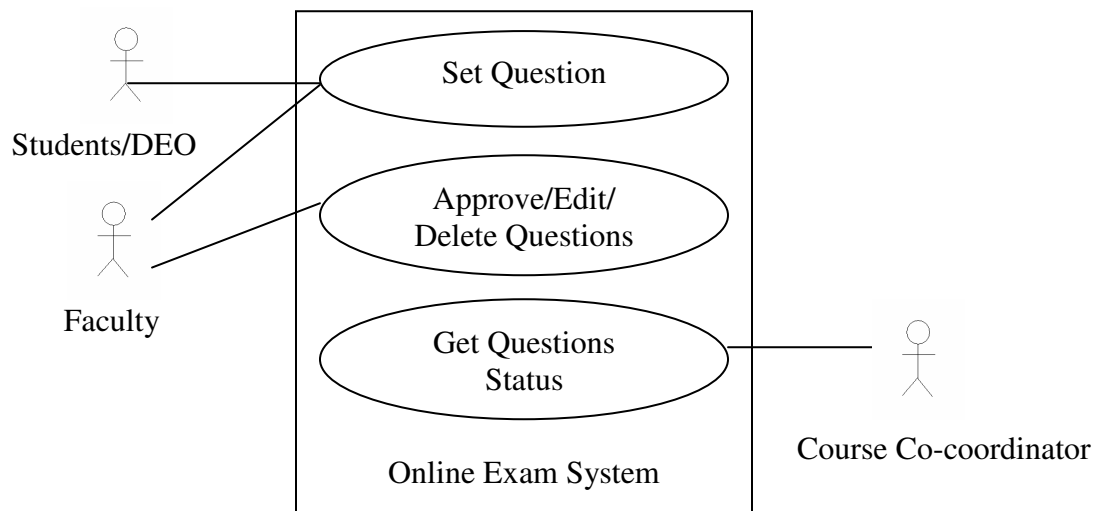 Set Question
Students/DEO
Approve/Edit/
Delete Questions
Faculty
Get Questions
Status
Course Co-coordinator
Online Exam System